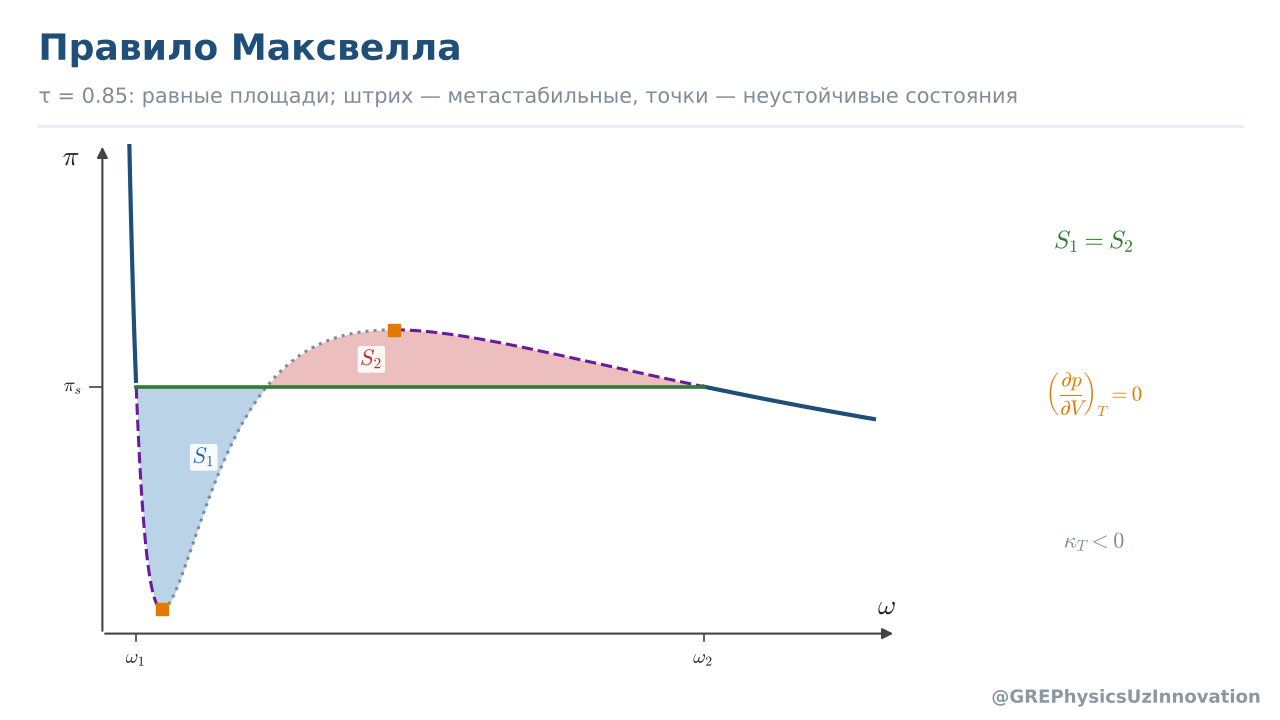 Правило Максвелла
τ = 0.85: равные площади; штрих — метастабильные, точки — неустойчивые состояния
π
S₁ = S₂
S₂
πₛ
(∂p/∂V)_T = 0
S₁
κ_T < 0
ω
ω₁
ω₂
@GREPhysicsUzInnovation